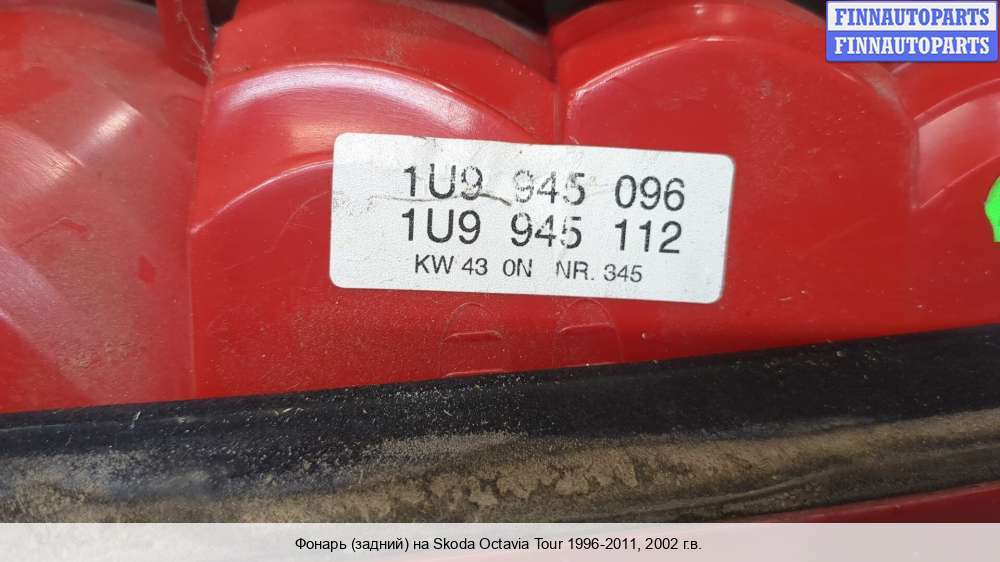 FINNAUTOPARTS
FINNAUTOPARTS
1U9 945 096
1U9 945 112
KW 43 0N NR. 345
Фонарь (задний) на Skoda Octavia Tour 1996-2011, 2002 г.в.